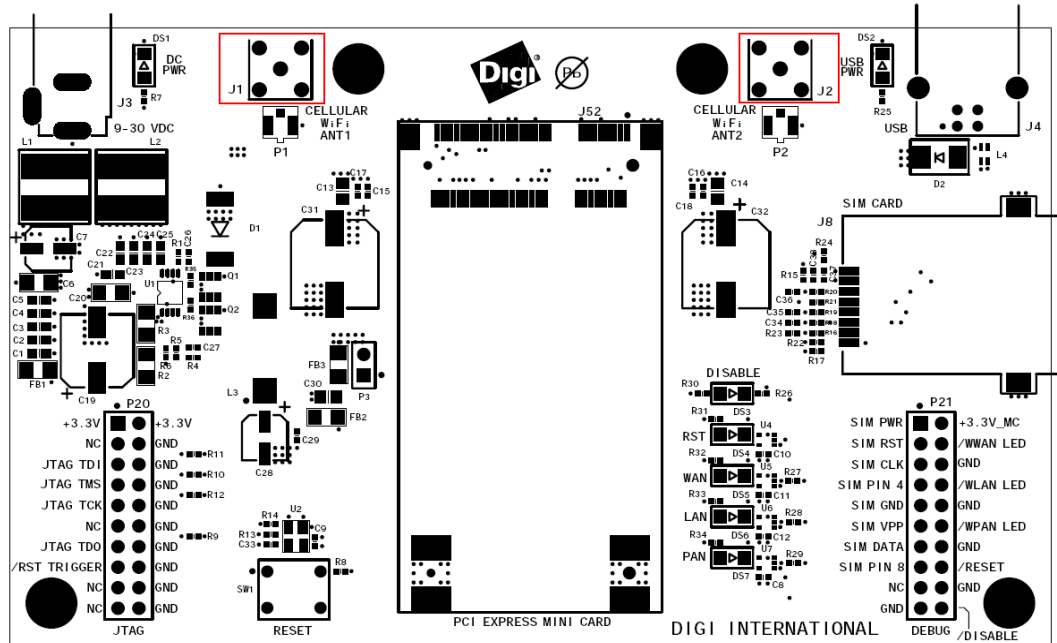 DS1
DC
PWR
R7
J3
9-30 VDC
L1
L2
J1
CELLULAR
WiFi
ANT1
P1
Digi
Pb
J52
J2
CELLULAR
WiFi
ANT2
P2
DS2
USB
PWR
R25
USB
J4
L4
D2
C7
C24
C25
R1
C26
C22
C21
C23
C6
C20
U1
R35
R36
C5
C4
C3
C2
C1
FB1
C19
R3
R2
R5
R6
R4
C27
D1
Q1
Q2
C17
C13
C15
C31
FB3
P3
C30
FB2
L3
C29
C28
C16
C18
C14
C32
SIM CARD
J8
R24
R15
C38
C37
C36
C35
C34
R23
R22
R17
R20
R21
R19
R18
R16
P20
+3.3V +3.3V
NC GND
JTAG TDI GND
JTAG TMS GND
JTAG TCK GND
NC GND
JTAG TDO GND
/RST TRIGGER GND
NC GND
NC GND
JTAG
R11
R10
R12
R9
R14
R13
C33
U2
C9
R8
SW1
RESET
PCI EXPRESS MINI CARD
DISABLE
R30
R26
R31
DS3
U4
RST
C10
R32
DS4
U5
WAN
R27
C11
R33
DS5
U6
LAN
R28
C12
R34
DS6
U7
PAN
R29
DS7
C8
DIGI INTERNATIONAL
P21
SIM PWR +3.3V_MC
SIM RST /WWAN LED
SIM CLK GND
SIM PIN 4 /WLAN LED
SIM GND GND
SIM VPP /WPAN LED
SIM DATA GND
SIM PIN 8 /RESET
NC GND
GND /DISABLE
DEBUG